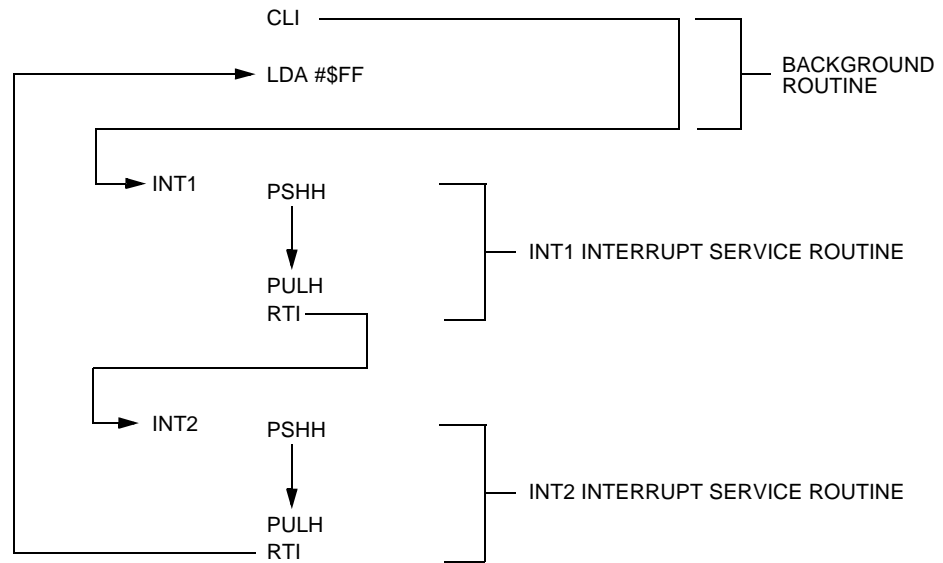 CLI
LDA #$FF
BACKGROUND
ROUTINE
INT1
PSHH
INT1 INTERRUPT SERVICE ROUTINE
PULH
RTI
INT2
PSHH
INT2 INTERRUPT SERVICE ROUTINE
PULH
RTI